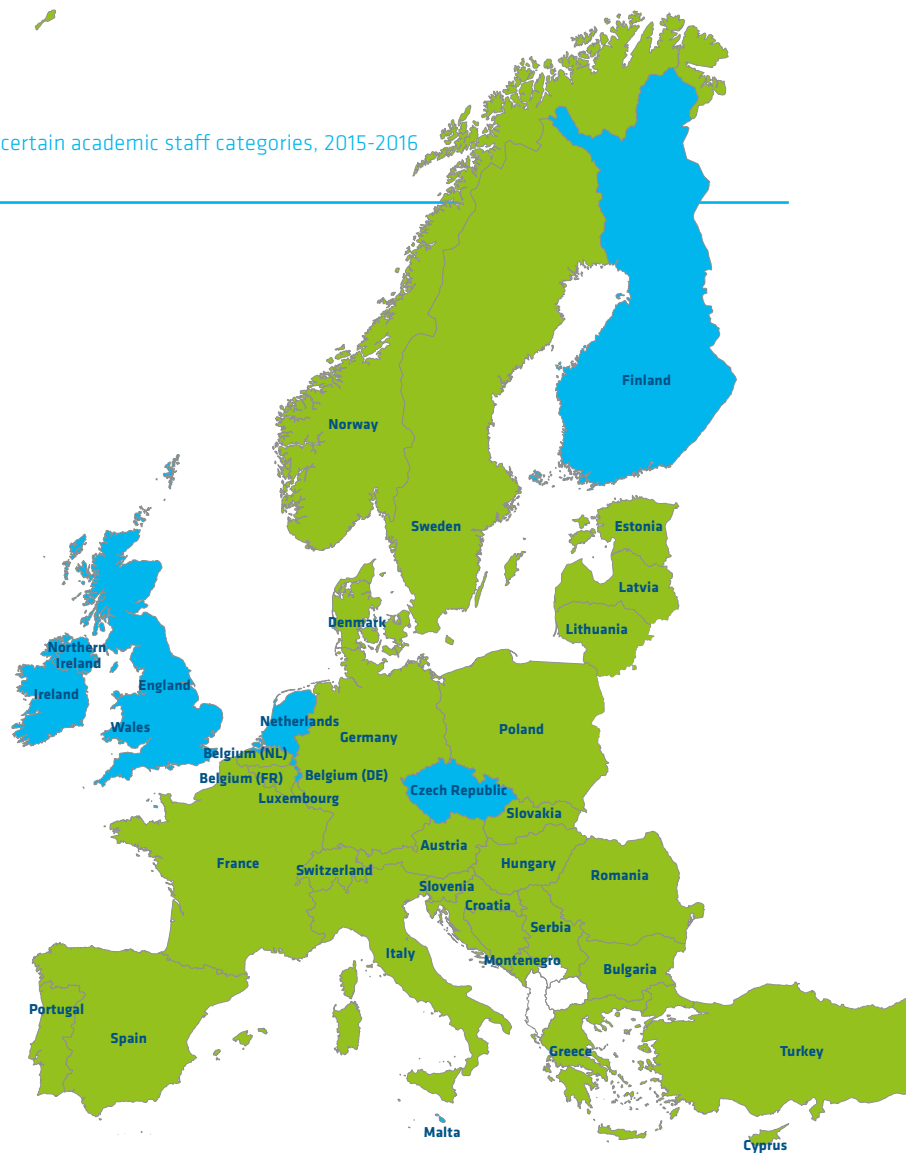 certain academic staff categories, 2015-2016
Finland
Norway
Sweden
Estonia
Latvia
Denmark
Lithuania
Northern
Ireland
England
Ireland
Netherlands
Wales
Poland
Germany
Belgium (NL)
Belgium (DE)
Belgium (FR)
Czech Republic
Luxembourg
Slovakia
Austria
France
Hungary
Switzerland
Romania
Slovenia
Croatia
Serbia
Italy
Montenegro
Bulgaria
Portugal
Spain
Greece
Turkey
Malta
Cyprus